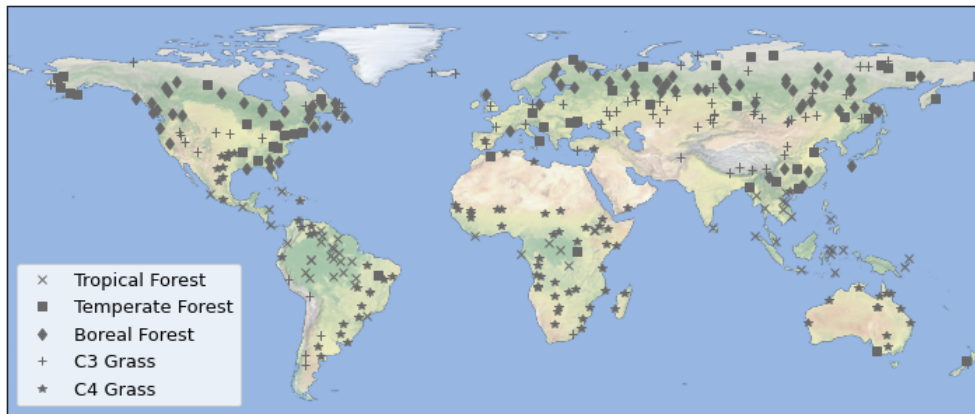 Tropical Forest
Temperate Forest
Boreal Forest
C3 Grass
C4 Grass